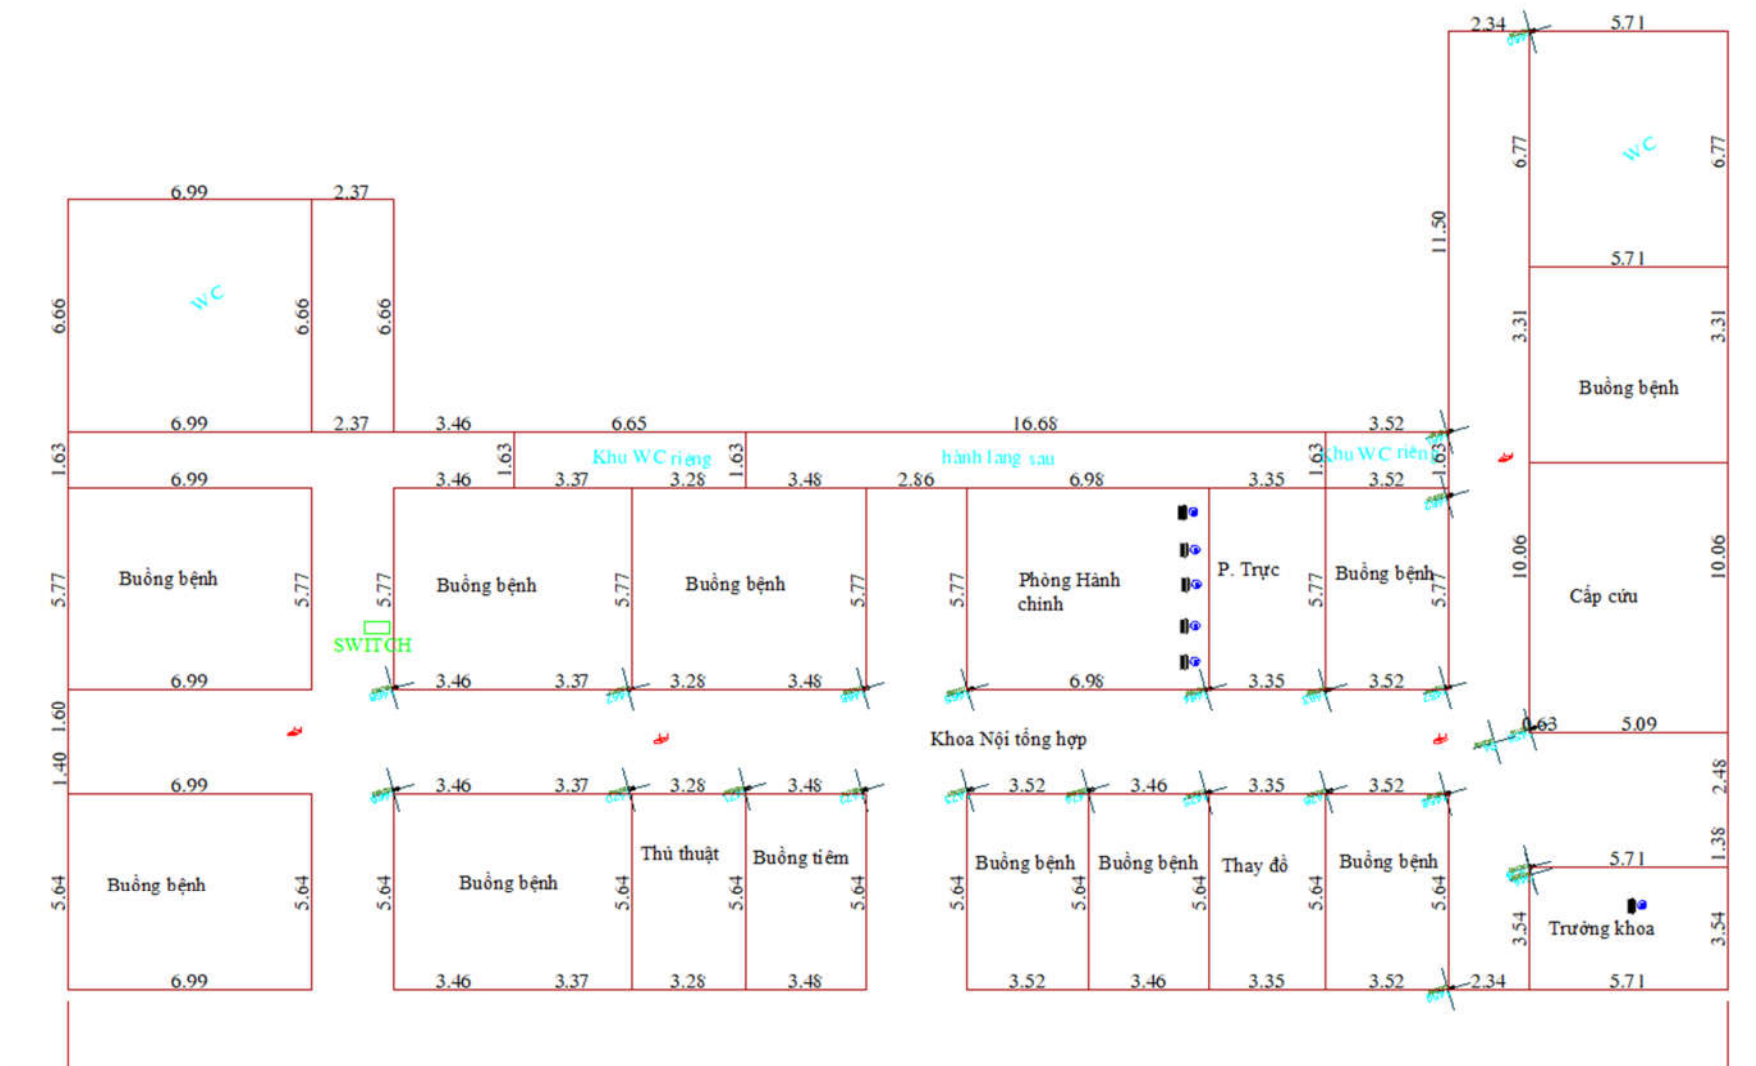 2.34 5.71
6.77 WC 6.77
6.99 2.37
11.50
5.71
WC
6.66 6.66 6.66
3.31 3.31
Buồng bệnh
6.99 2.37 3.46 6.65 16.68 3.52
1.63 1.63 Khu WC riêng 1.63 hành lang sau 1.63 Khu WC riêng 1.63
6.99 3.46 3.37 3.28 3.48 2.86 6.98 3.35 3.52
Buồng bệnh Buồng bệnh Buồng bệnh Phòng Hành
chính
P. Trực Buồng bệnh Cấp cứu
5.77 5.77 5.77 5.77 5.77 5.77 5.77 5.77 10.06 10.06
SWITCH
6.99 3.46 3.37 3.28 3.48 6.98 3.35 3.52
1.60
Khoa Nội tổng hợp
0.63 5.09
1.40
2.48
6.99 3.46 3.37 3.28 3.48 3.52 3.46 3.35 3.52
1.38
Buồng bệnh Buồng bệnh Thủ thuật Buồng tiêm Buồng bệnh Buồng bệnh Thay đồ Buồng bệnh
5.71
5.64 5.64 5.64 5.64 5.64 5.64 5.64 5.64 5.64 5.64 5.64
3.54 Trưởng khoa 3.54
6.99 3.46 3.37 3.28 3.48 3.52 3.46 3.35 3.52 2.34 5.71